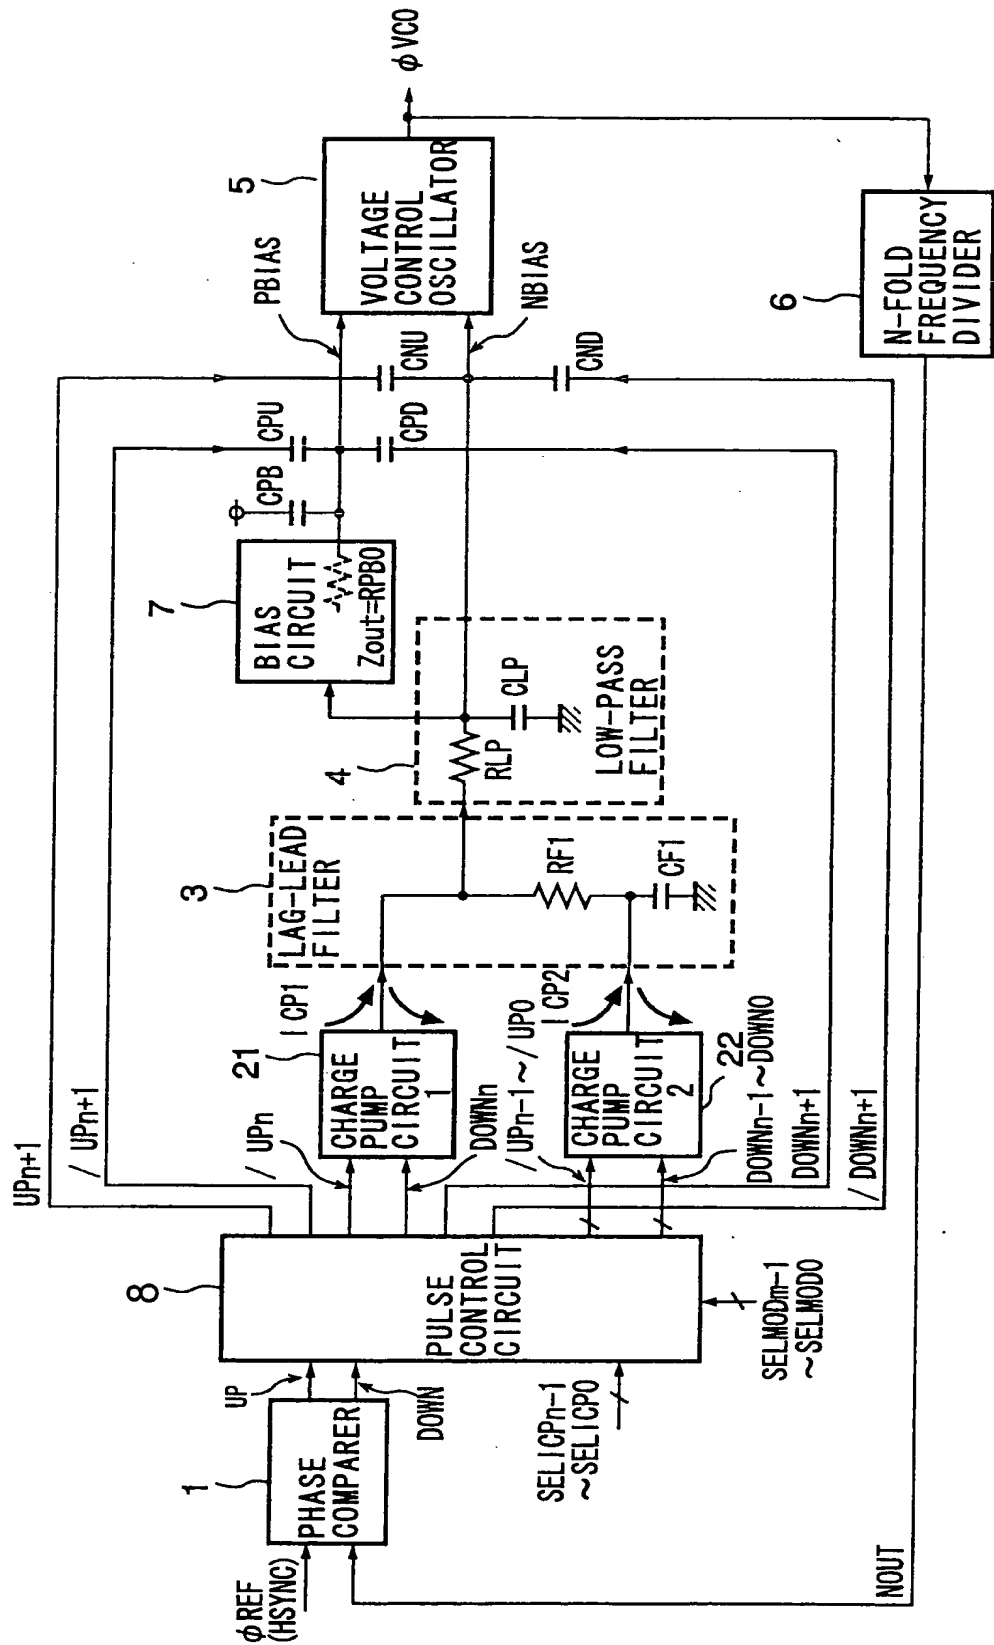 φREF
(HSYNC)
1
PHASE
COMPARER
UP
DOWN
NOUT
8
PULSE
CONTROL
CIRCUIT
SELICPn-1
~SELICP0
SELMODm-1
~SELMOD0
UPn+1
/UPn+1
/UPn
DOWNn
/UPn-1~/UP0
DOWNn-1~DOWN0
DOWNn+1
/DOWNn+1
21
CHARGE
PUMP
CIRCUIT
1
ICP1
22
CHARGE
PUMP
CIRCUIT
2
ICP2
3
LAG-LEAD
FILTER
RF1
CF1
4
RLP
CLP
LOW-PASS
FILTER
7
BIAS
CIRCUIT
Zout=RPB0
CPB
CPU
CPD
CNU
CND
PBIAS
NBIAS
5
VOLTAGE
CONTROL
OSCILLATOR
φVCO
6
N-FOLD
FREQUENCY
DIVIDER